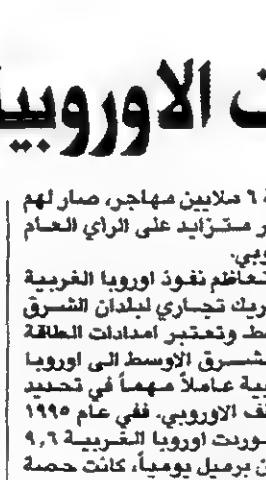 ت الاوروبية
٦ ملايين مهاجر، صار لهم
ر متزايد على الرأي العام
وبي.
تعاظم نفوذ اوروبا الغربية
ريك تجاري لبلدان الشرق
ط وتعتبر امدادات الطاقة
شرق الاوسط الى اوروبا
بية عاملاً مهماً في تحديد
ف الاوروبي. ففي عام ١٩٩٥
وردت اوروبا الغربية ٩,٦
ن برميل يومياً، كانت حصة